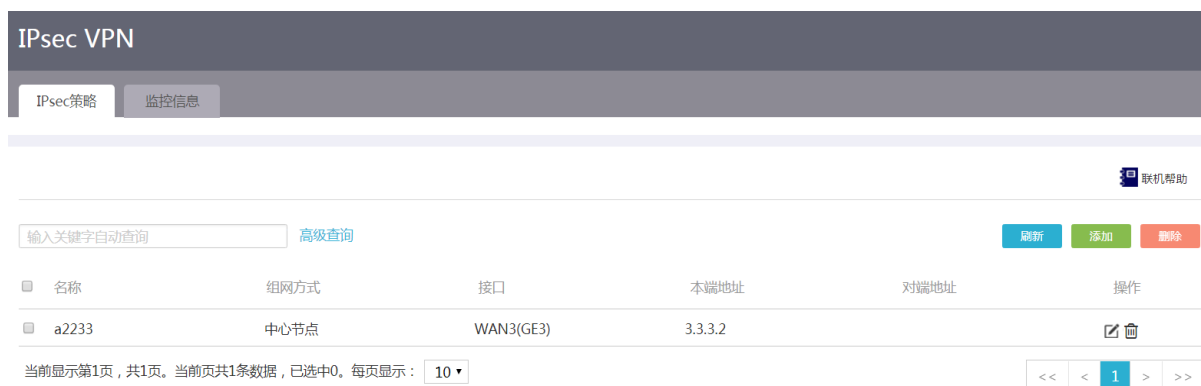 IPsec VPN
IPsec策略 监控信息
联机帮助
输入关键字自动查询 高级查询 刷新 添加 删除
名称 组网方式 接口 本端地址 对端地址 操作
a2233 中心节点 WAN3(GE3) 3.3.3.2
当前显示第1页，共1页。当前页共1条数据，已选中0。每页显示： 10 << < 1 > >>